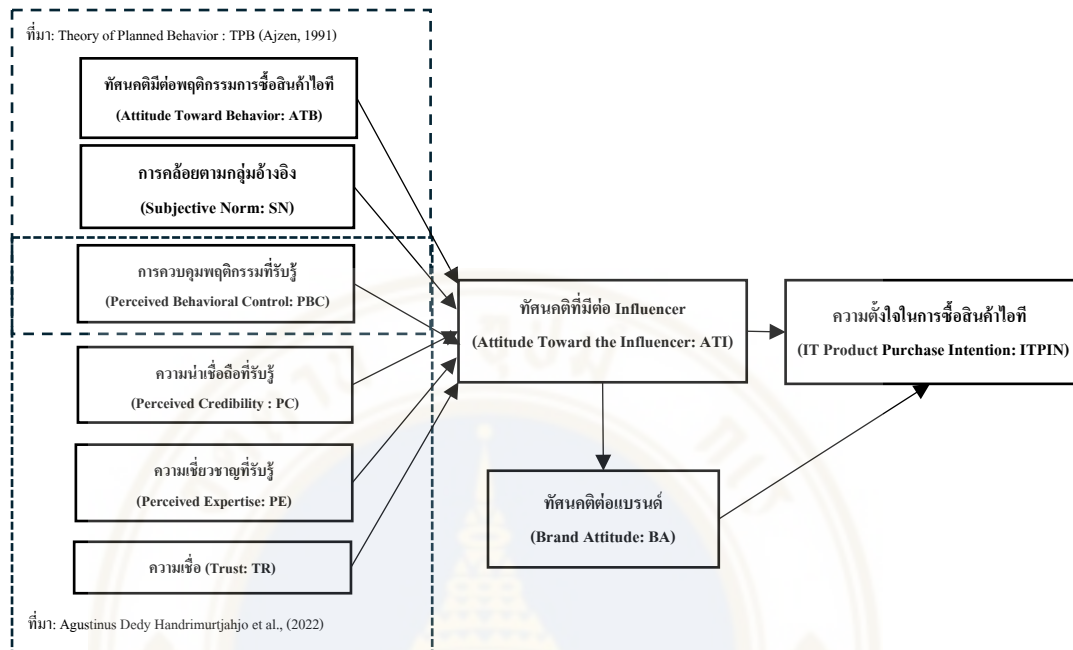 ที่มา: Theory of Planned Behavior : TPB (Ajzen, 1991)
ทัศนคติมีต่อพฤติกรรมการซื้อสินค้าไอที
(Attitude Toward Behavior: ATB)
การคล้อยตามกลุ่มอ้างอิง
(Subjective Norm: SN)
การควบคุมพฤติกรรมที่รับรู้
(Perceived Behavioral Control: PBC)
ความน่าเชื่อถือที่รับรู้
(Perceived Credibility : PC)
ความเชี่ยวชาญที่รับรู้
(Perceived Expertise: PE)
ความเชื่อ (Trust: TR)
ที่มา: Agustinus Dedy Handrimurtjahjo et al., (2022)
ทัศนคติที่มีต่อ Influencer
(Attitude Toward the Influencer: ATI)
ทัศนคติต่อแบรนด์
(Brand Attitude: BA)
ความตั้งใจในการซื้อสินค้าไอที
(IT Product Purchase Intention: ITPIN)